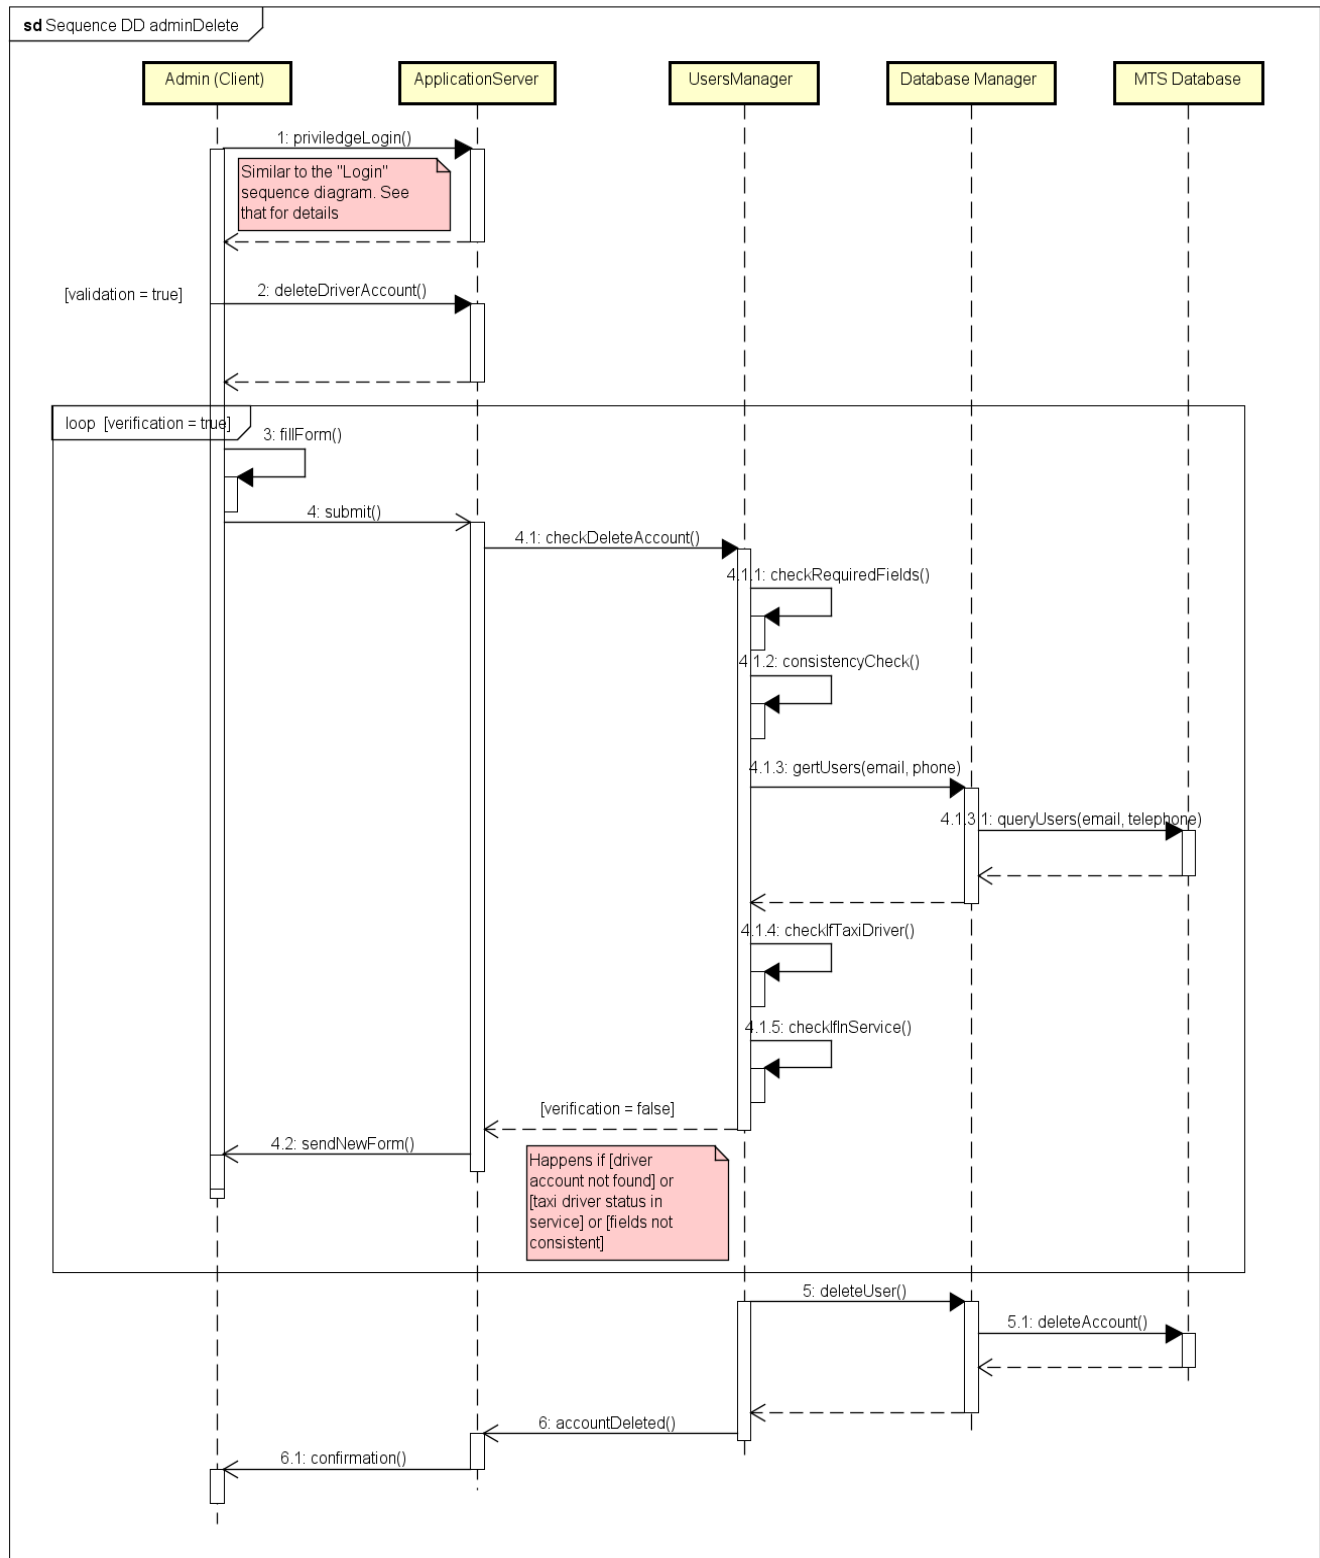 sd Sequence DD adminDelete
Admin (Client)
ApplicationServer
UsersManager
Database Manager
MTS Database
1: priviledgeLogin()
Similar to the "Login"
sequence diagram. See
that for details
[validation = true]
2: deleteDriverAccount()
loop [verification = true]
3: fillForm()
4: submit()
4.1: checkDeleteAccount()
4.1.1: checkRequiredFields()
4.1.2: consistencyCheck()
4.1.3: gertUsers(email, phone)
4.1.3.1: queryUsers(email, telephone)
4.1.4: checkIfTaxiDriver()
4.1.5: checkIfInService()
[verification = false]
4.2: sendNewForm()
Happens if [driver
account not found] or
[taxi driver status in
service] or [fields not
consistent]
5: deleteUser()
5.1: deleteAccount()
6: accountDeleted()
6.1: confirmation()